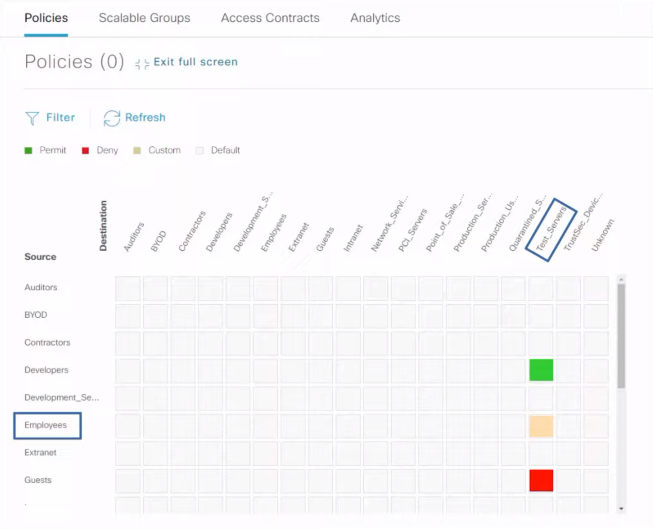 Policies Scalable Groups Access Contracts Analytics
Policies (0) Exit full screen
Filter Refresh
Permit Deny Custom Default
Destination
Auditors
BYOD
Contractors
Developers
Development_S...
Employees
Extranet
Guests
Intranet
Network_Servi...
PCI_Servers
Point_of_Sale_...
Production_Ser...
Production_Us...
Quarantined_S...
Test_Servers
TrustSec_Devic...
Unknown
Source
Auditors
BYOD
Contractors
Developers
Development_Se...
Employees
Extranet
Guests